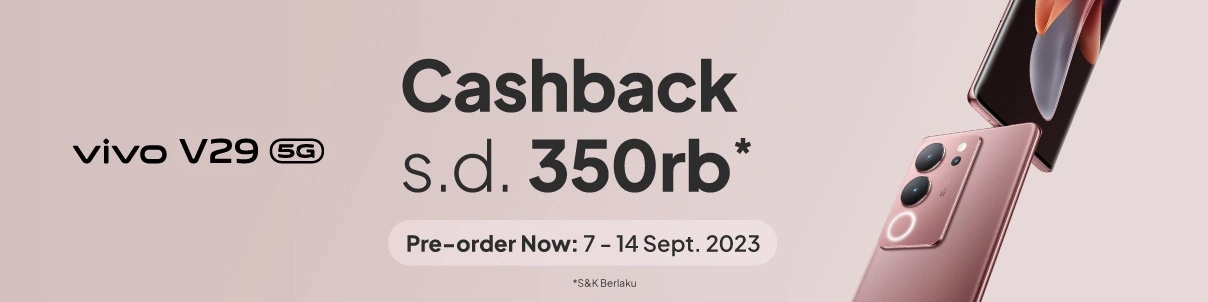 vivo V29 5G
Cashback
s.d. 350rb*
Pre-order Now: 7 - 14 Sept. 2023
*S&K Berlaku